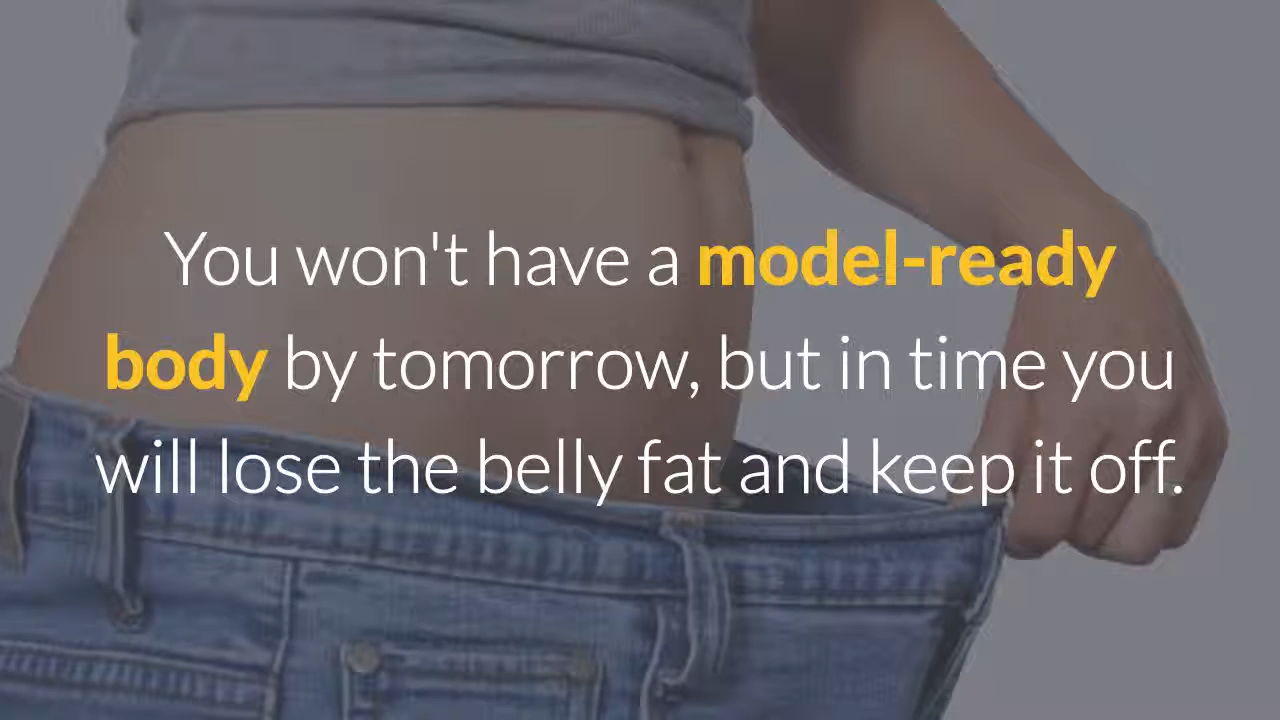 You won't have a model-ready
body by tomorrow, but in time you
will lose the belly fat and keep it off.